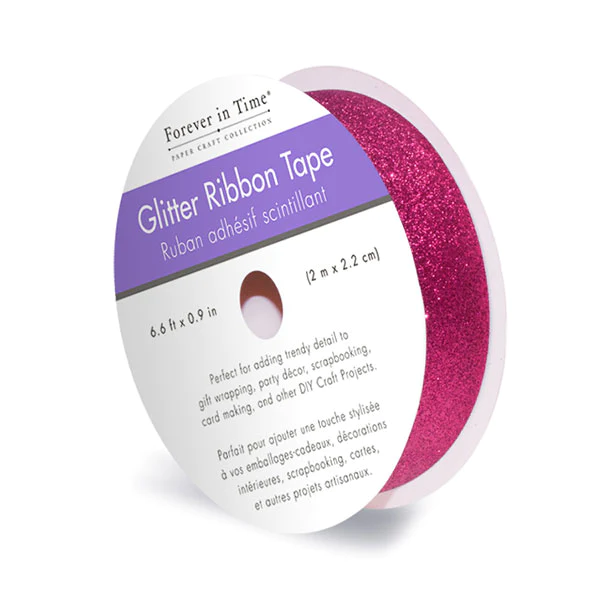 Forever in Time®
PAPER CRAFT COLLECTION
Glitter Ribbon Tape
Ruban adhésif scintillant
6.6 ft x 0.9 in
(2 m x 2.2 cm)
Perfect for adding trendy detail to
gift wrapping, party décor, scrapbooking,
card making, and other DIY Craft Projects.
Parfait pour ajouter une touche stylisée
à vos emballages-cadeaux, décorations
intérieures, scrapbooking, cartes,
et autres projets artisanaux.